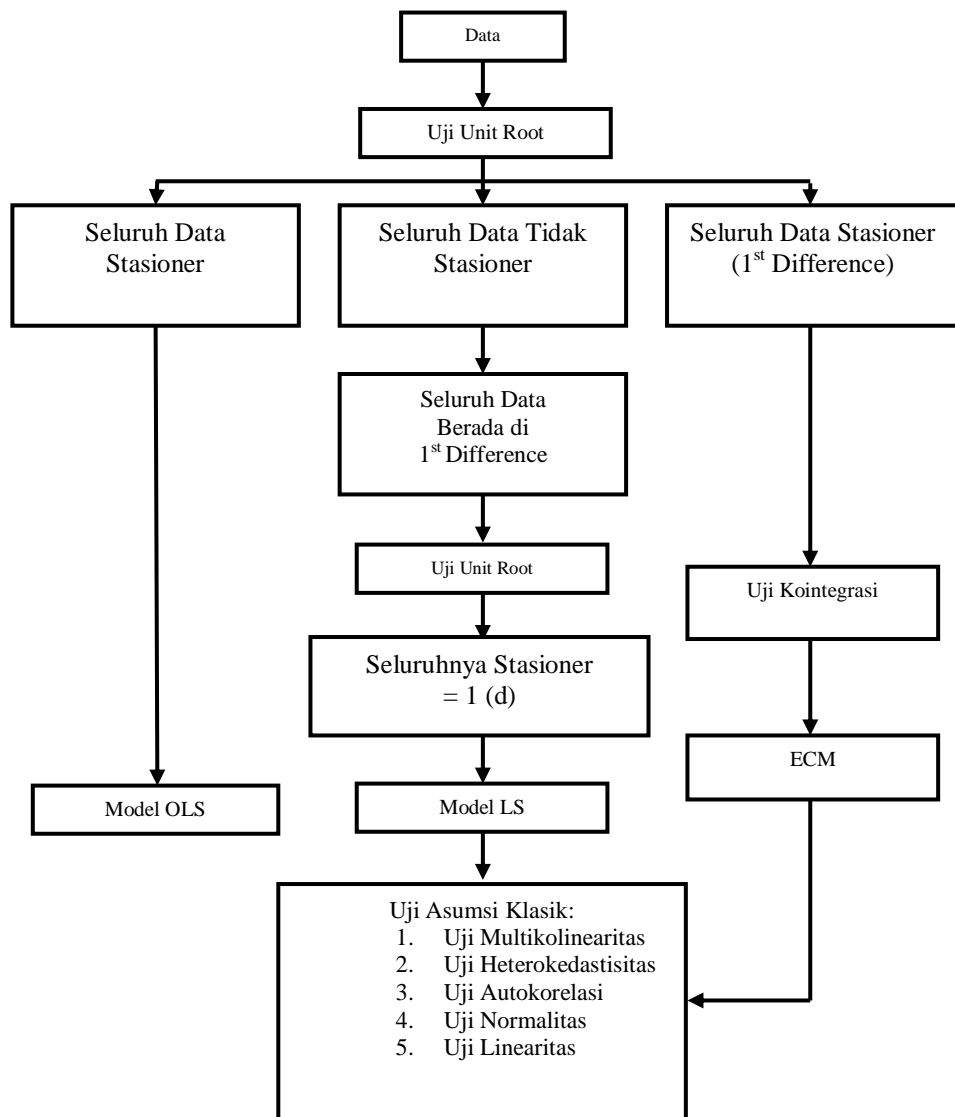 Data
Uji Unit Root
Seluruh Data
Stasioner
Seluruh Data Tidak
Stasioner
Seluruh Data Stasioner
(1st Difference)
Seluruh Data
Berada di
1st Difference
Uji Unit Root
Uji Kointegrasi
Seluruhnya Stasioner
= 1 (d)
ECM
Model OLS
Model LS
Uji Asumsi Klasik:
1. Uji Multikolinearitas
2. Uji Heterokedastisitas
3. Uji Autokorelasi
4. Uji Normalitas
5. Uji Linearitas